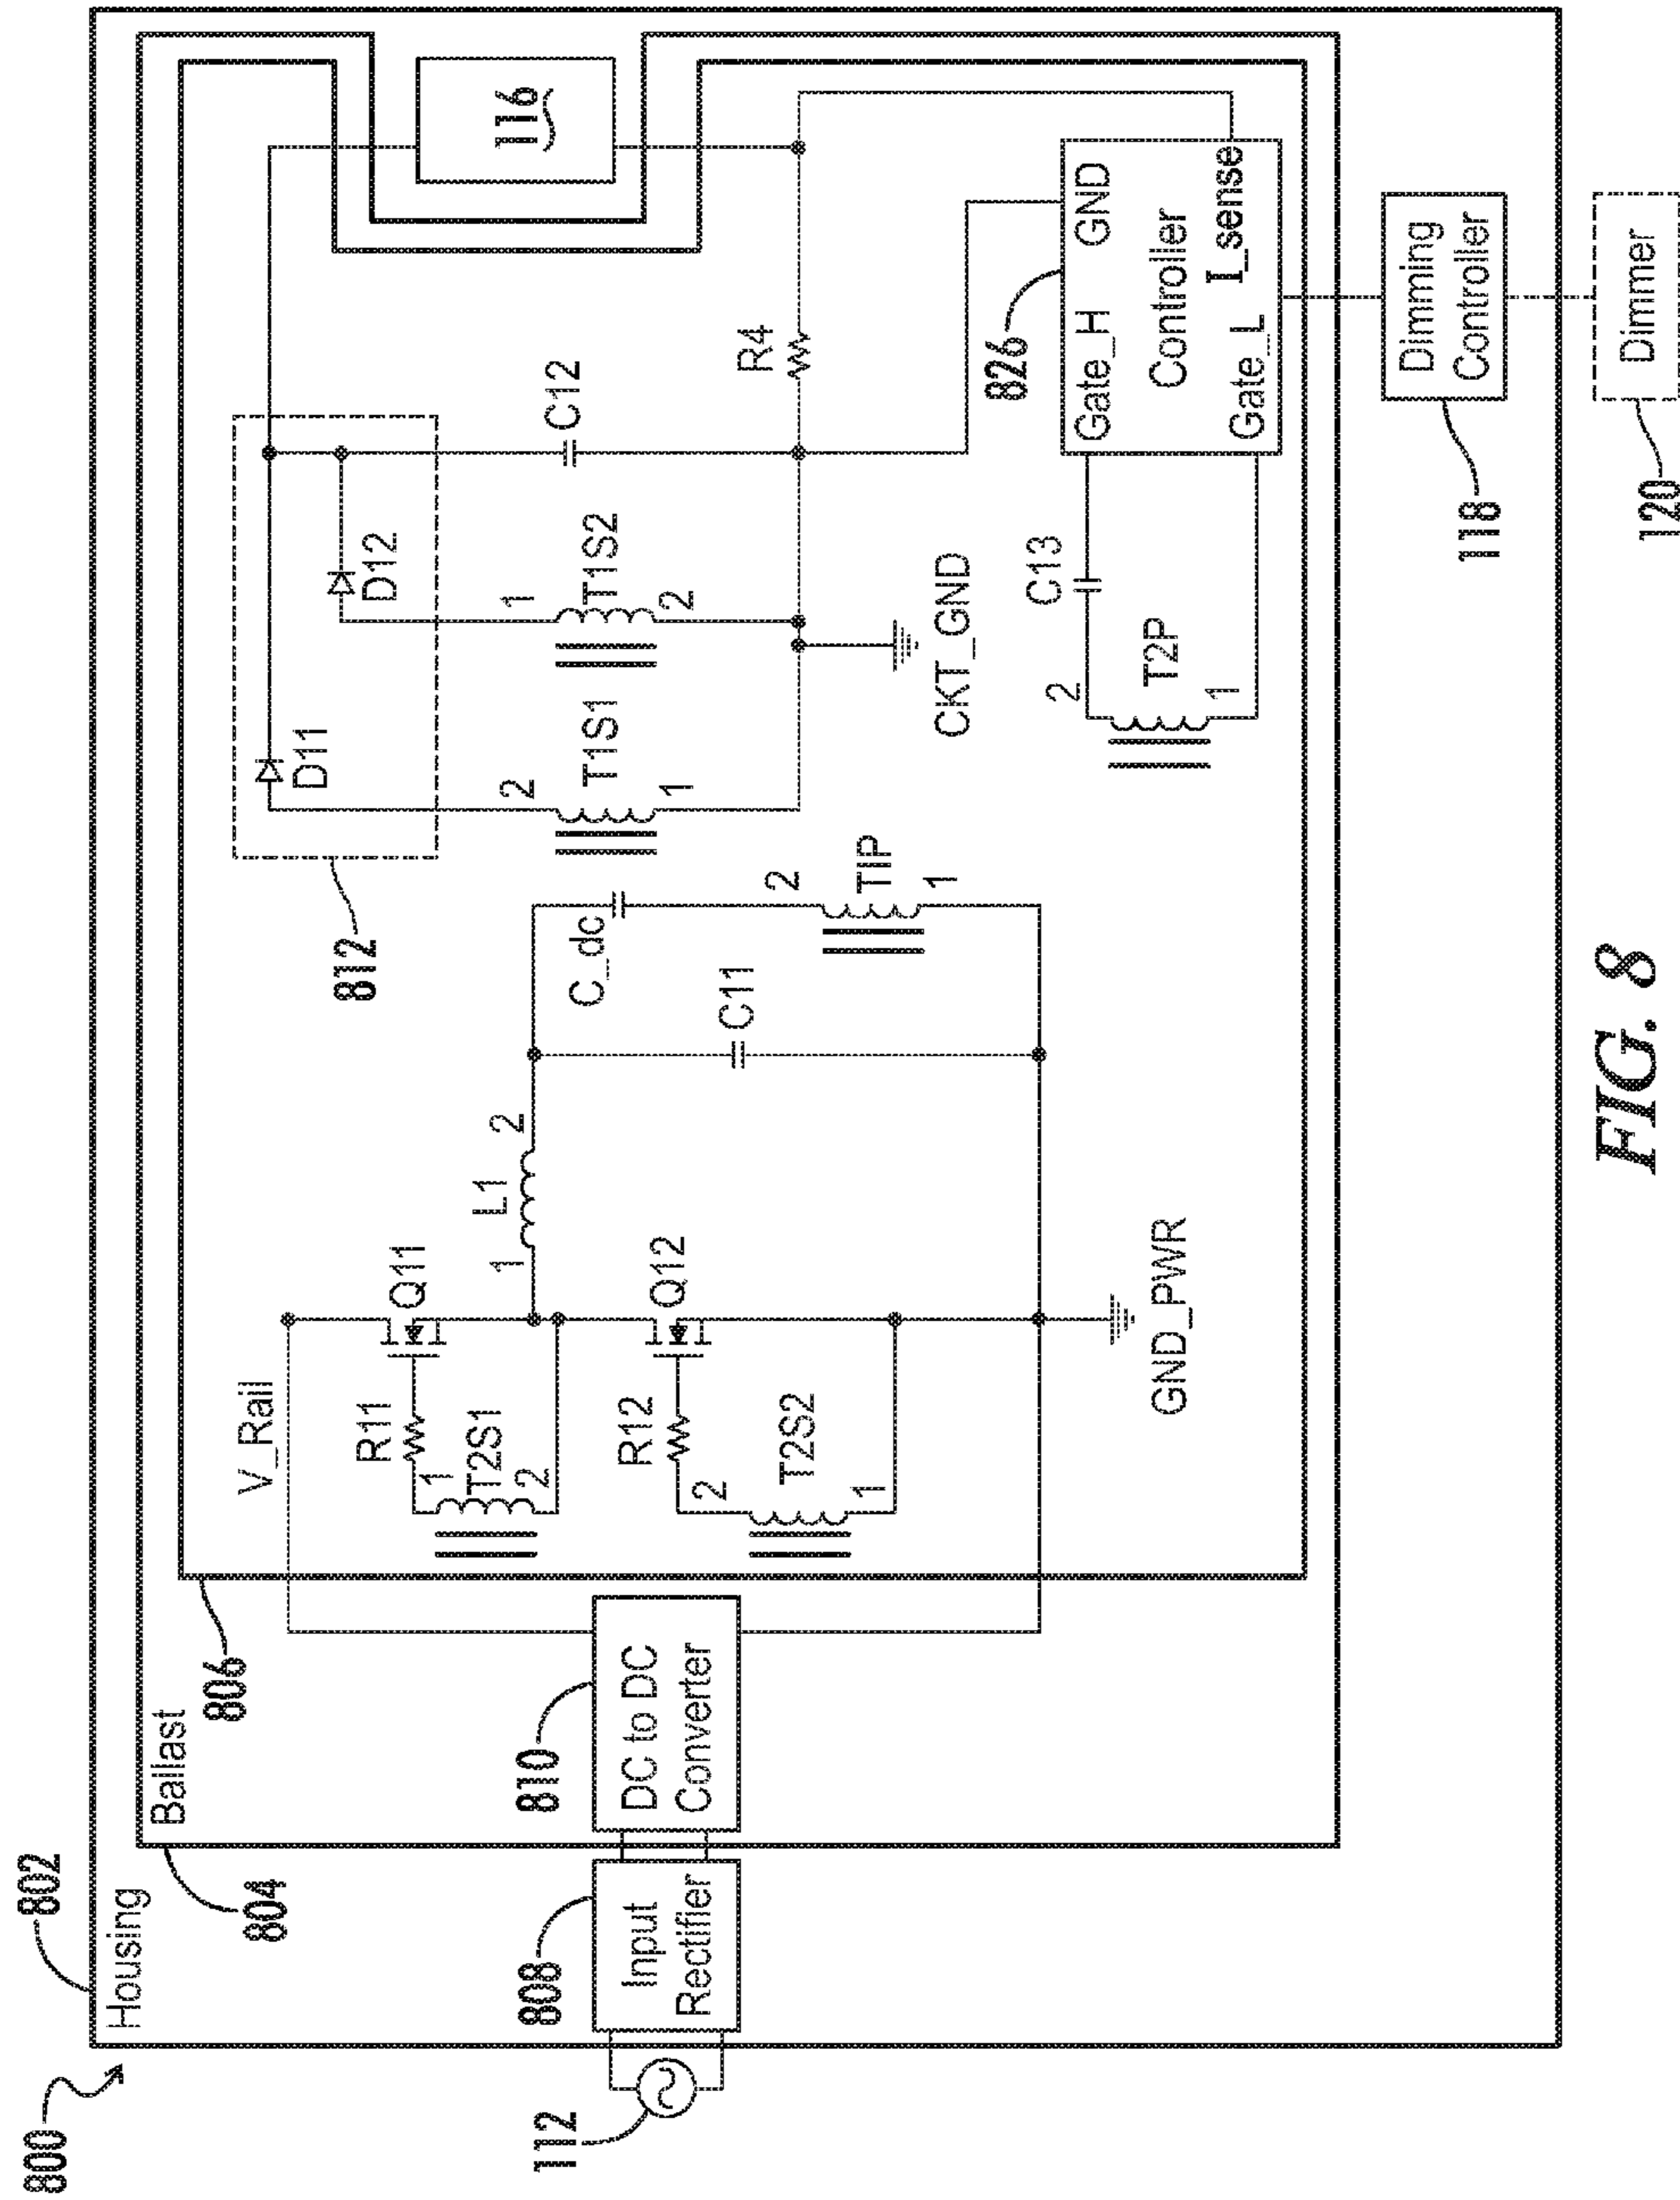 800
802
Housing
804
Ballast
806
112
808
Input
Rectifier
810
DC to DC
Converter
V_Rail
R11
Q11
1
T2S1
2
1
L1
2
R12
Q12
2
T2S2
1
GND_PWR
C_dc
C11
2
TIP
1
812
D11
D12
2
T1S1
1
1
T1S2
2
C12
R4
CKT_GND
116
C13
2
T2P
1
826
Gate_H
GND
Controller
Gate_L
I_sense
118
Dimming
Controller
120
Dimmer
FIG. 8